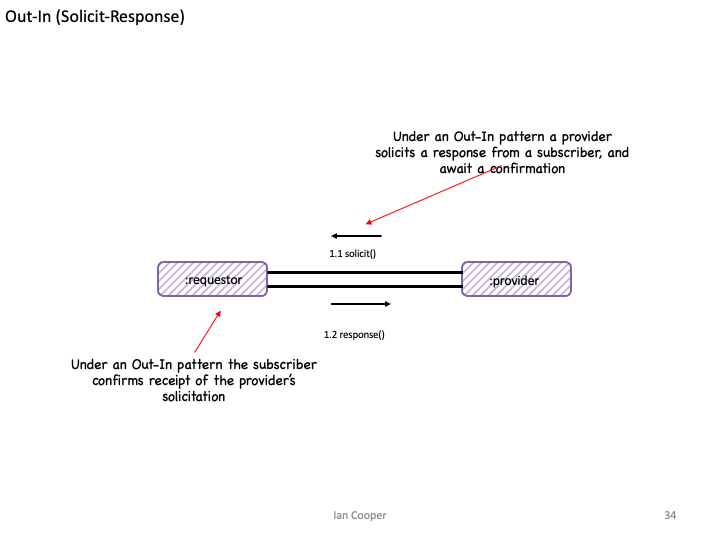 Out-In (Solicit-Response)
Under an Out-In pattern a provider
solicits a response from a subscriber, and
await a confirmation
1.1 solicit()
:requestor
:provider
1.2 response()
Under an Out-In pattern the subscriber
confirms receipt of the provider's
solicitation
Ian Cooper
34